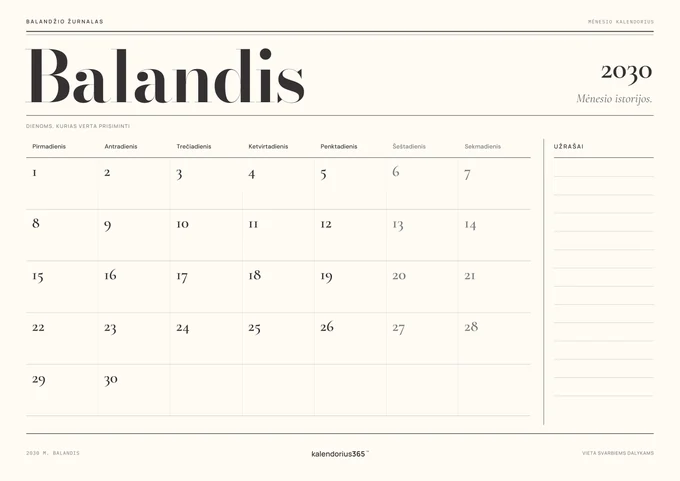 BALANDŽIO ŽURNALAS
MĖNESIO KALENDORIUS
Balandis
2030
Mėnesio istorijos.
DIENOMS, KURIAS VERTA PRISIMINTI
Pirmadienis Antradienis Trečiadienis Ketvirtadienis Penktadienis Šeštadienis Sekmadienis
UŽRAŠAI
1 2 3 4 5 6 7
8 9 10 11 12 13 14
15 16 17 18 19 20 21
22 23 24 25 26 27 28
29 30
2030 M. BALANDIS
kalendorius365™
VIETA SVARBIEMS DALYKAMS